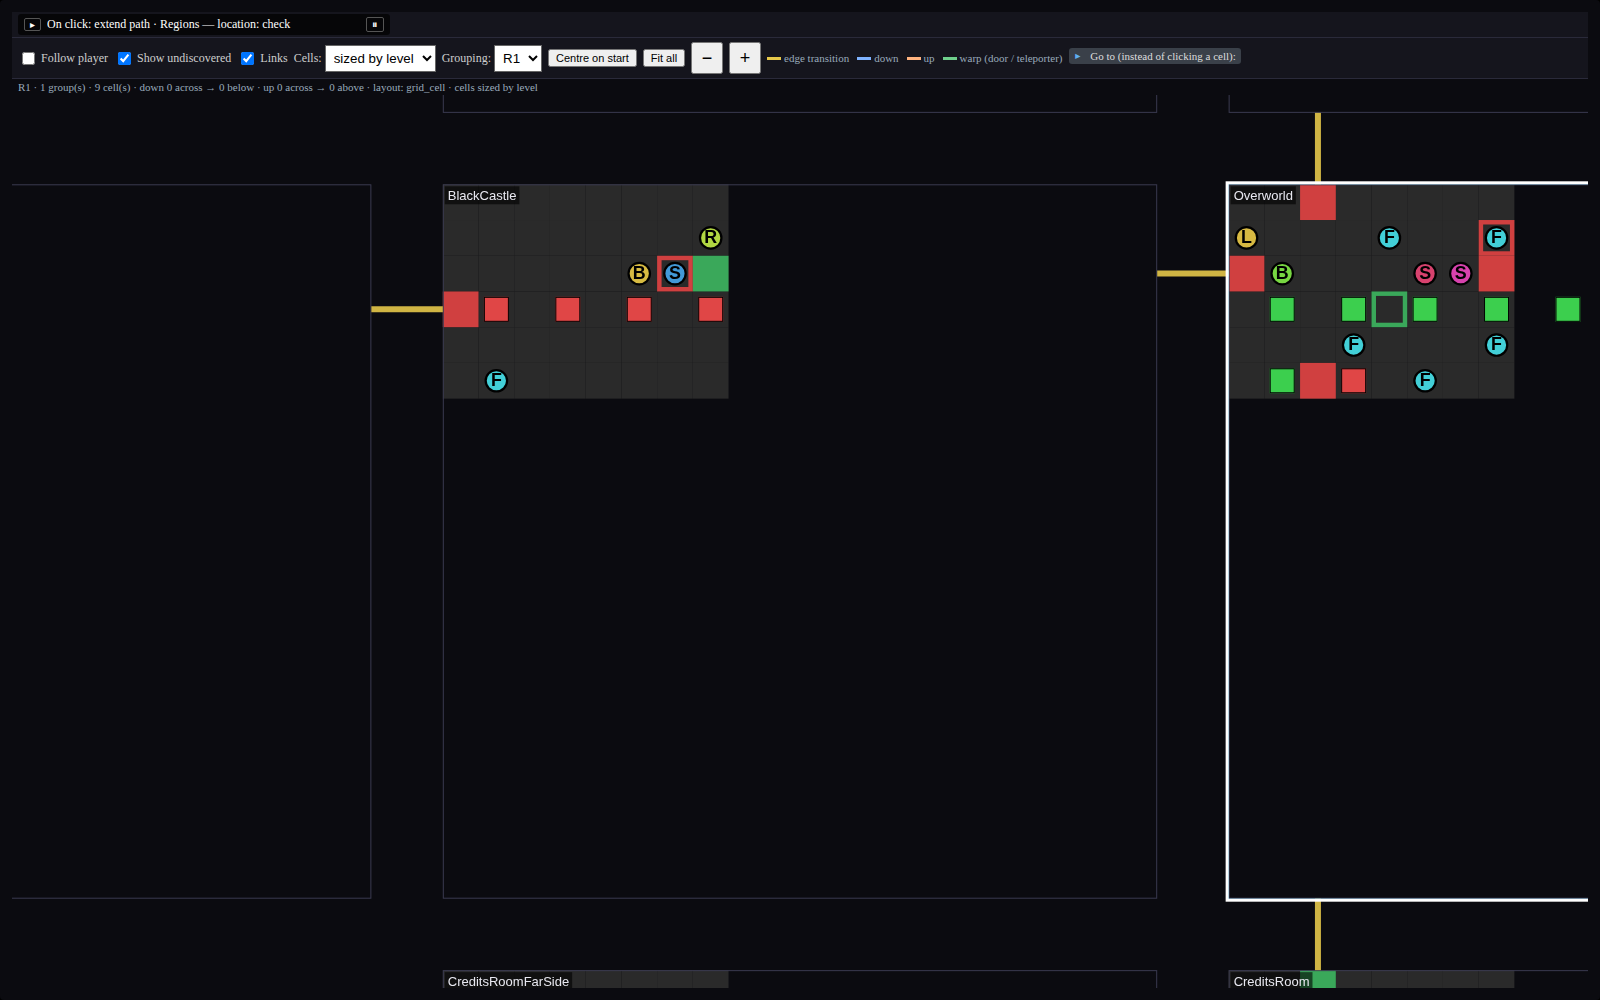 ▶ On click: extend path · Regions — location: check ⏸
Follow player Show undiscovered Links Cells: sized by level Grouping: R1 Centre on start Fit all − + edge transition down up warp (door / teleporter) ▶ Go to (instead of clicking a cell):
R1 · 1 group(s) · 9 cell(s) · down 0 across → 0 below · up 0 across → 0 above · layout: grid_cell · cells sized by level
BlackCastle
Overworld
R
L F F
B S
B S S
F F
F
F
CreditsRoomFarSide
CreditsRoom